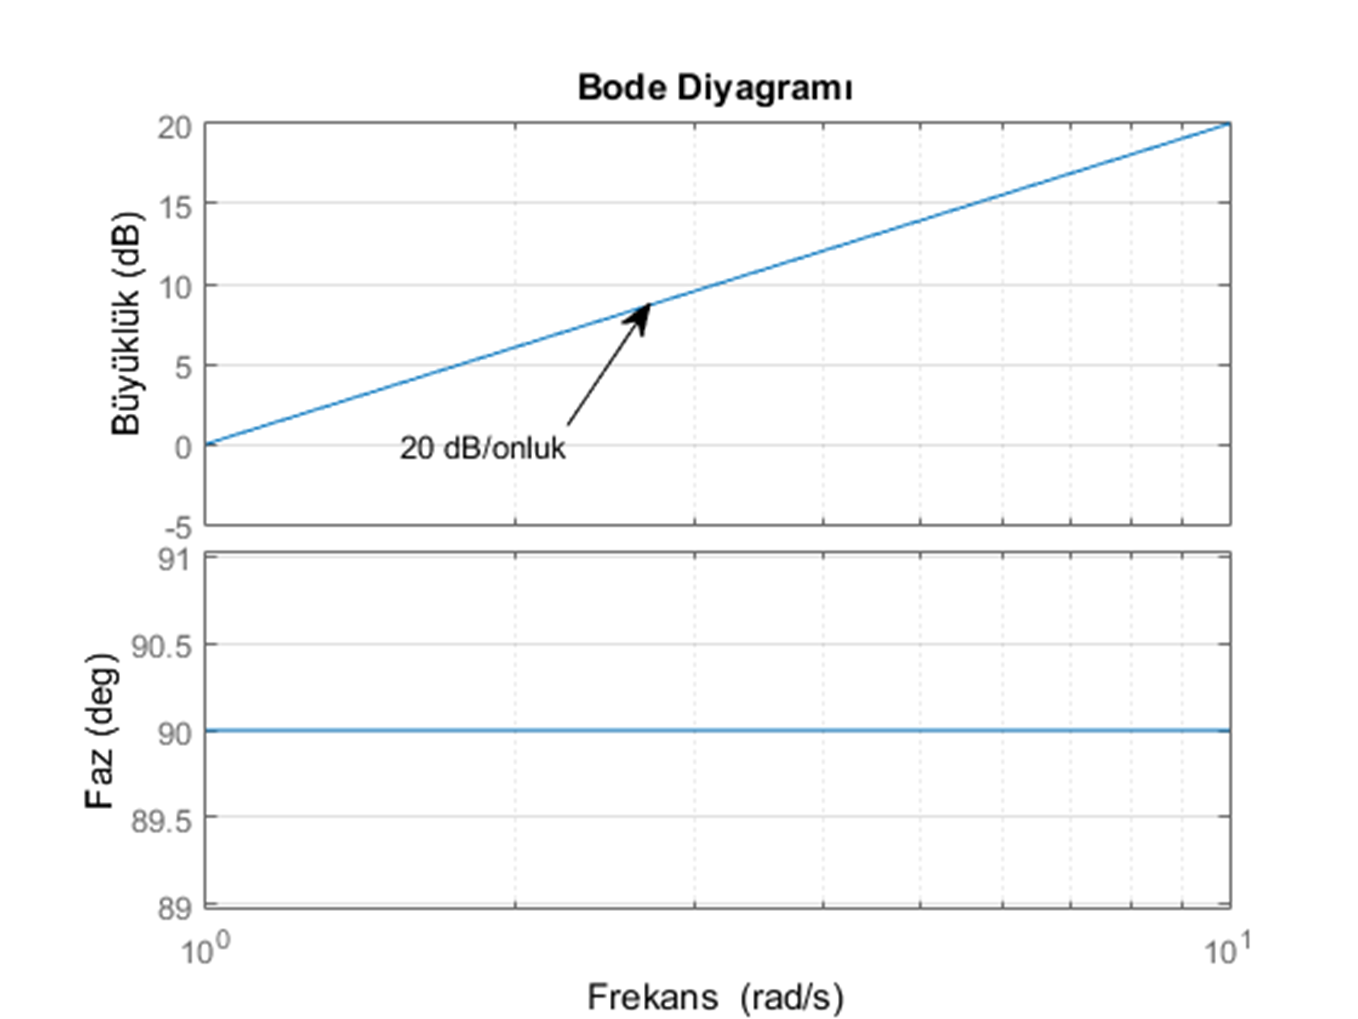 Bode Diyagramı
Büyüklük (dB)
20
15
10
5
0
-5
20 dB/onluk
Faz (deg)
91
90.5
90
89.5
89
10^0
10^1
Frekans (rad/s)